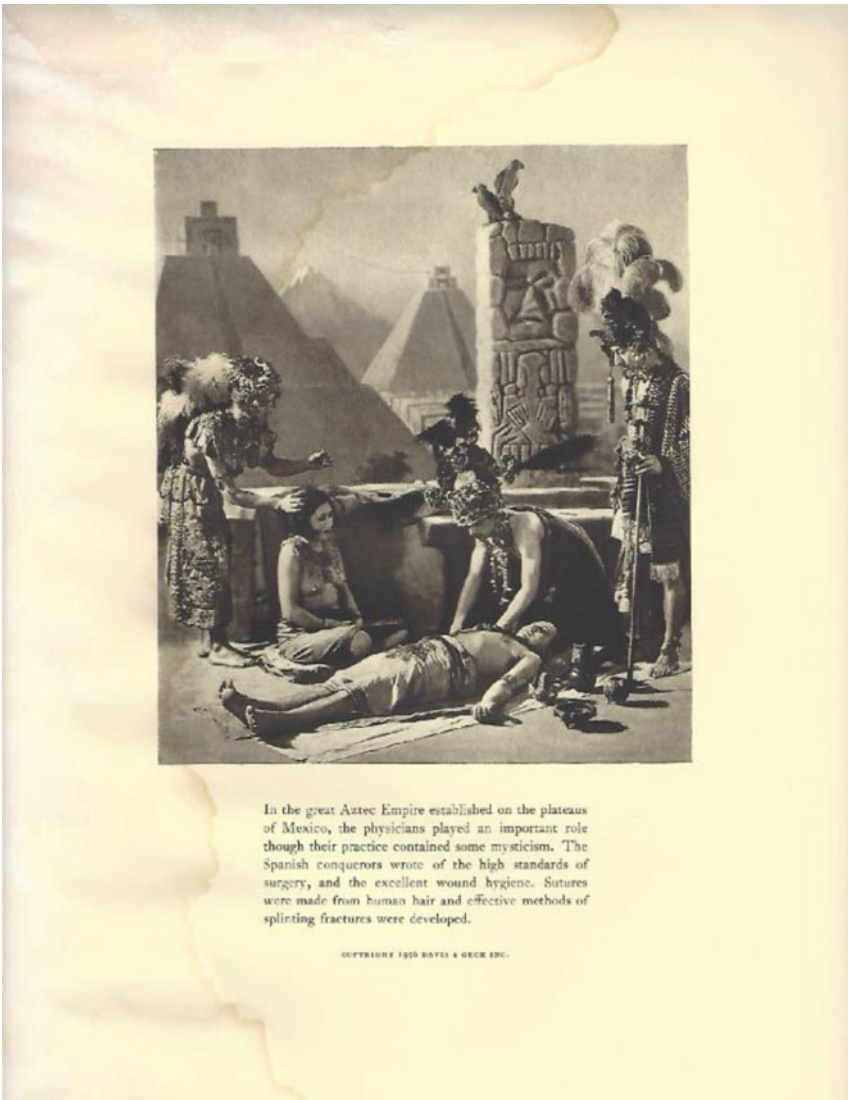 In the great Aztec Empire established on the plateaus
of Mexico, the physicians played an important role
though their practice contained some mysticism. The
Spanish conquerors wrote of the high standards of
surgery, and the excellent wound hygiene. Sutures
were made from human hair and effective methods of
splinting fractures were developed.
COPYRIGHT DAVIS & GECK INC.